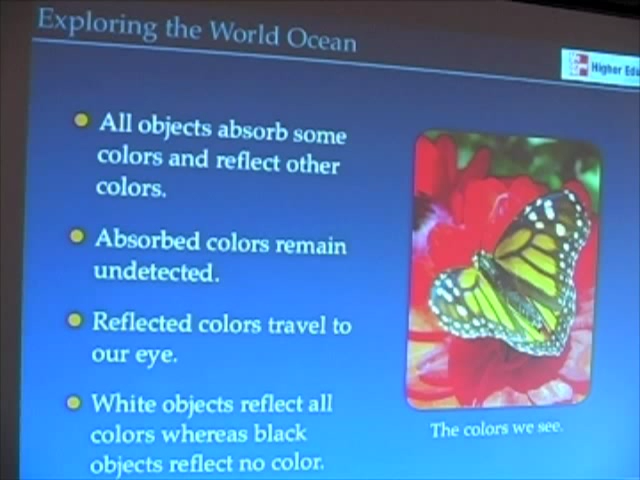 Exploring the World Ocean
Higher Edu
All objects absorb some
colors and reflect other
colors.
Absorbed colors remain
undetected.
Reflected colors travel to
our eye.
White objects reflect all
colors whereas black
objects reflect no color.
The colors we see.